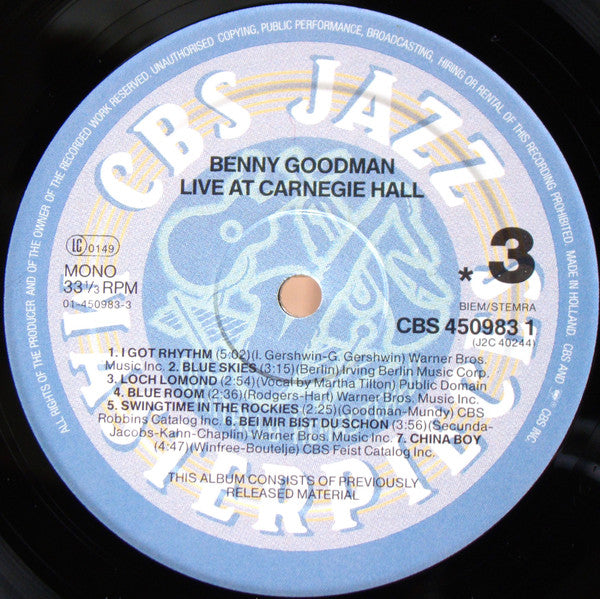 ALL RIGHTS OF THE PRODUCER AND OF THE OWNER OF THE RECORDED WORK RESERVED. UNAUTHORISED COPYING, PUBLIC PERFORMANCE, BROADCASTING, HIRING OR RENTAL OF THIS RECORDING PROHIBITED. MADE IN HOLLAND. CBS AND ARE CBS INC.
CBS JAZZ
MASTERPIECES
BENNY GOODMAN
LIVE AT CARNEGIE HALL
LC 0149
MONO
33 1/3 RPM
01-450983-3
* 3
BIEM/STEMRA
CBS 450983 1
(J2C 40244)
1. I GOT RHYTHM (5:02)(I. Gershwin-G. Gershwin) Warner Bros.
Music Inc. 2. BLUE SKIES (3:15)(Berlin) Irving Berlin Music Corp.
3. LOCH LOMOND (2:54)(Vocal by Martha Tilton) Public Domain
4. BLUE ROOM (2:36)(Rodgers-Hart) Warner Bros. Music Inc.
5. SWINGTIME IN THE ROCKIES (2:25)(Goodman-Mundy) CBS
Robbins Catalog Inc. 6. BEI MIR BIST DU SCHON (3:56)(Secunda-
Jacobs-Kahn-Chaplin) Warner Bros. Music Inc. 7. CHINA BOY
(4:47)(Winfree-Boutelje) CBS Feist Catalog Inc.
THIS ALBUM CONSISTS OF PREVIOUSLY
RELEASED MATERIAL